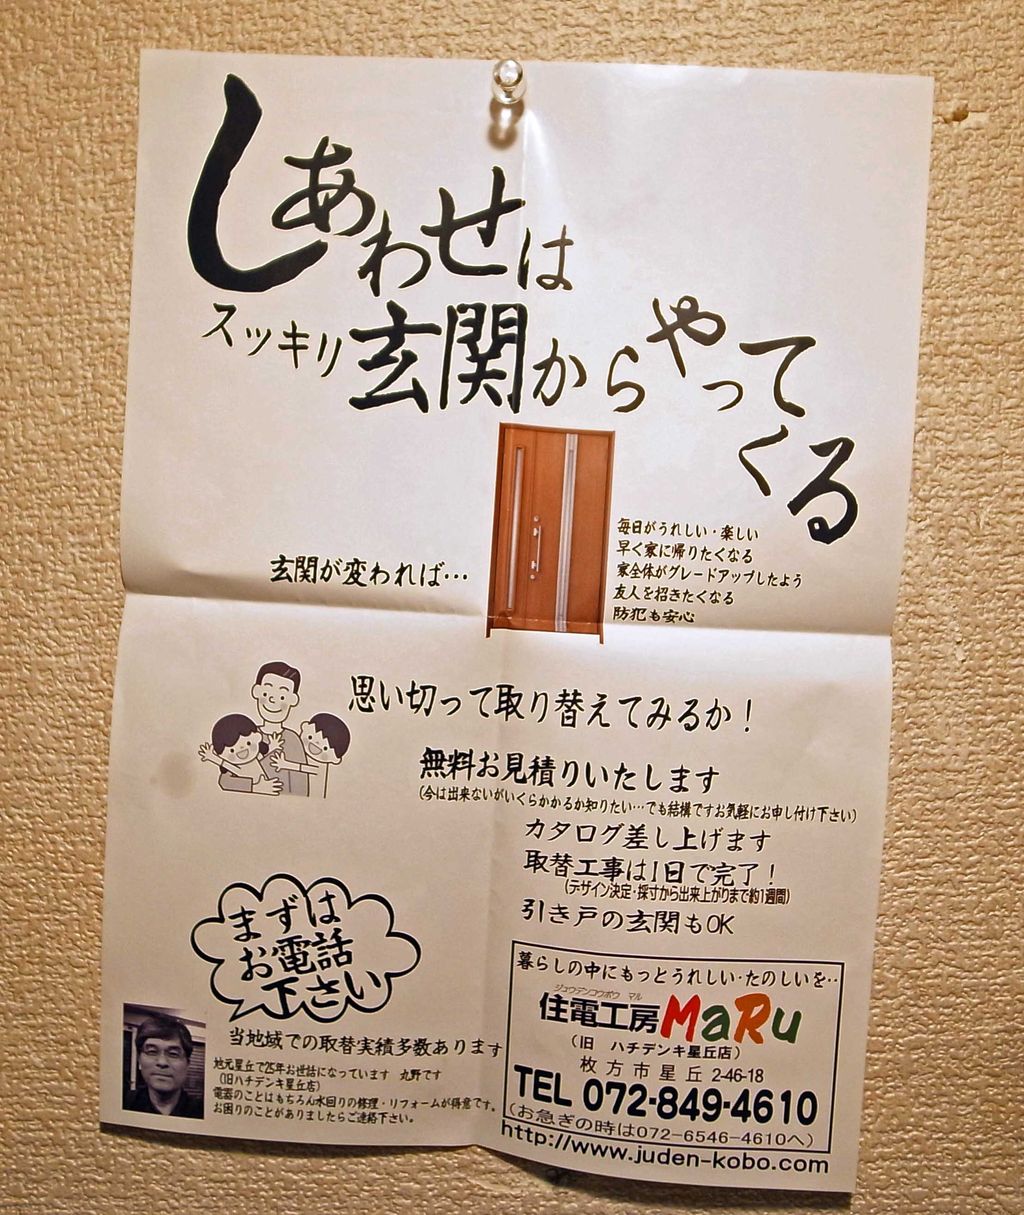 しあわせは
スッキリ玄関からやってくる
玄関が変われば…
毎日がうれしい・楽しい
早く家に帰りたくなる
家全体がグレードアップしたよう
友人を招きたくなる
防犯も安心
思い切って取り替えてみるか！
無料お見積りいたします
(今は出来ないがいくらかかるか知りたい…でも結構ですお気軽にお申し付け下さい)
カタログ差し上げます
取替工事は1日で完了！
(デザイン決定・採寸から出来上がりまで約1週間)
引き戸の玄関もOK
まずは
お電話
下さい
当地域での取替実績多数あります
地元星丘で25年お世話になっています 丸野です
(旧ハチデンキ星丘店)
電器のことはもちろん水回りの修理・リフォームが得意です。
お困りのことがありましたらご連絡下さい。
暮らしの中にもっとうれしい・たのしいを‥
ジュウデンコウボウ マル
住電工房MaRu
(旧 ハチデンキ星丘店)
枚方市星丘 2-46-18
TEL 072-849-4610
(お急ぎの時は072-6546-4610へ)
http://www.juden-kobo.com